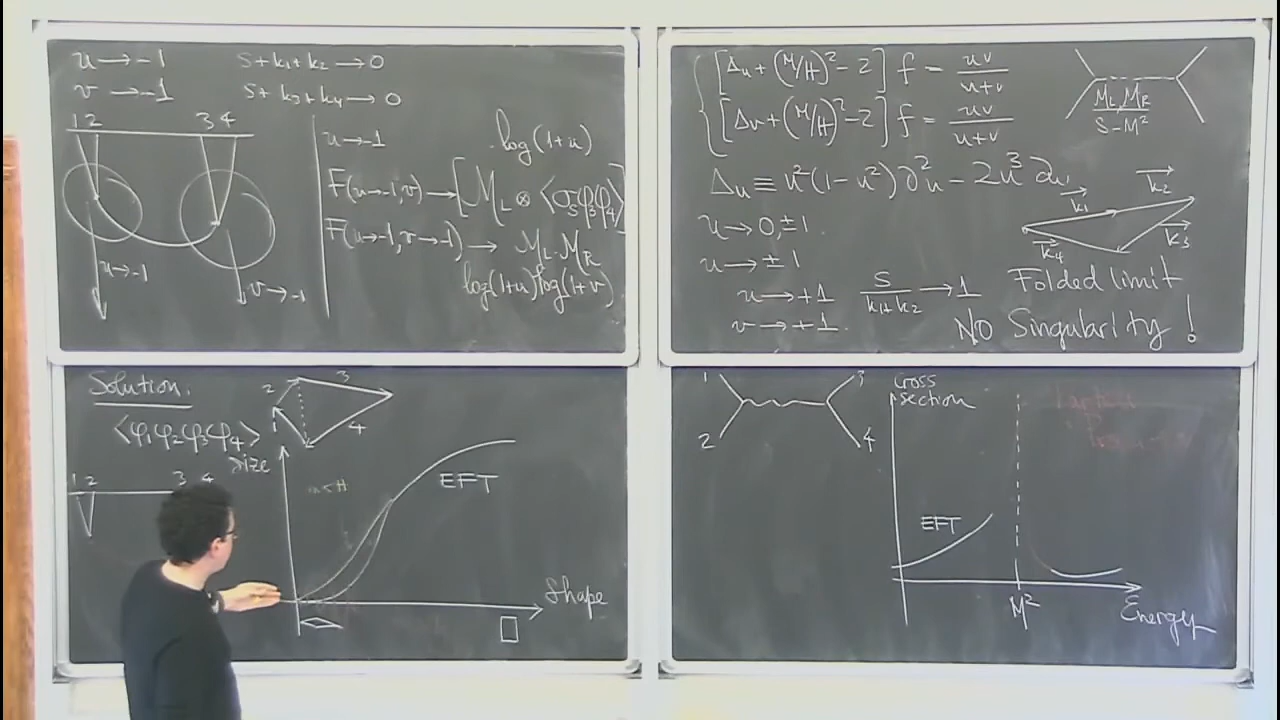 u → -1    s + k₁ + k₂ → 0
v → -1    s + k₃ + k₄ → 0
1 2    3 4
u → -1
v → -1
u → -1    log(1+u)
F(u→-1, v) → [M_L ⊗ ⟨σ_s φ₃ φ₄⟩]
F(u→-1, v→-1) → M_L · M_R
log(1+u) log(1+v)
[Δ_u + (M/H)² - 2] f = uv/(u+v)
[Δ_v + (M/H)² - 2] f = uv/(u+v)
M_L M_R
S - M²
Δ_u ≡ u²(1-u²)∂²_u - 2u³∂_u
k₁ k₂
k₃
k₄
u → 0, ±1.
u → ±1
u → +1    s/(k₁+k₂) → 1    Folded limit
v → +1.    NO Singularity!
Solution.
2 3
1 4
⟨φ₁φ₂φ₃φ₄⟩
size
1 2    3 4
EFT
Shape
1 3
2 4
Cross
section
EFT
M²
Energy